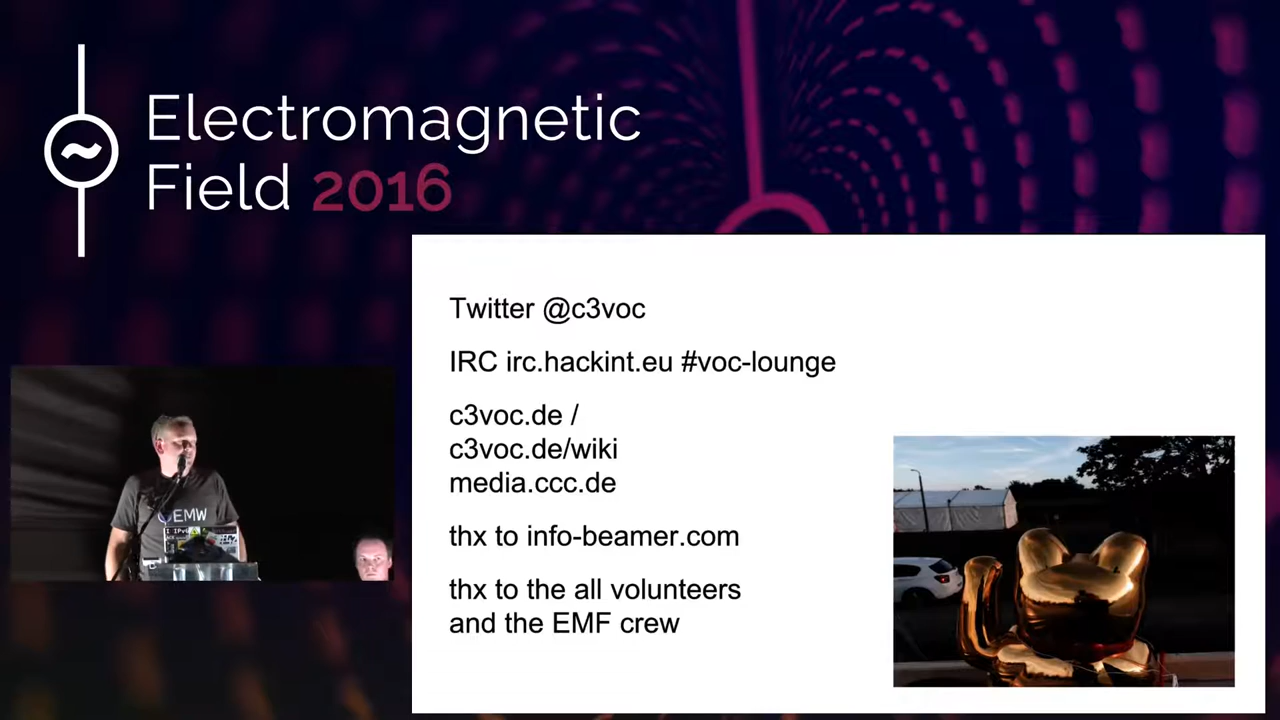 Electromagnetic
Field 2016
Twitter @c3voc
IRC irc.hackint.eu #voc-lounge
c3voc.de /
c3voc.de/wiki
media.ccc.de
thx to info-beamer.com
thx to the all volunteers
and the EMF crew
EMW